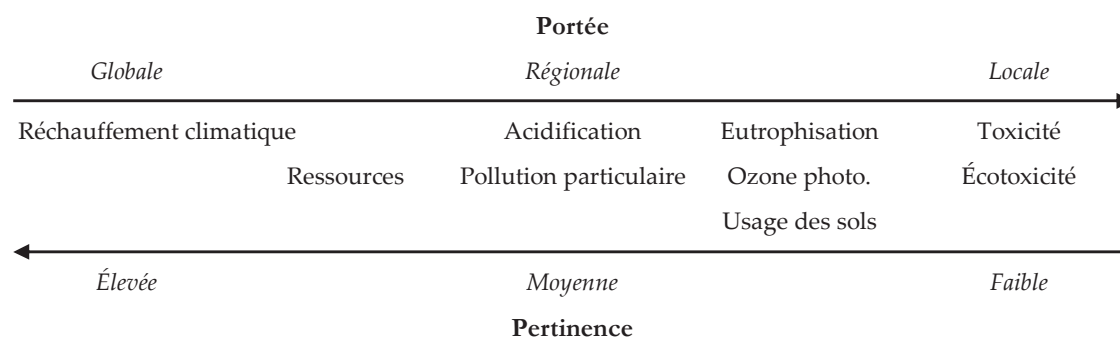 Portée
Globale Régionale Locale
Réchauffement climatique Acidification Eutrophisation Toxicité
Ressources Pollution particulaire Ozone photo. Écotoxicité
Usage des sols
Élevée Moyenne Faible
Pertinence